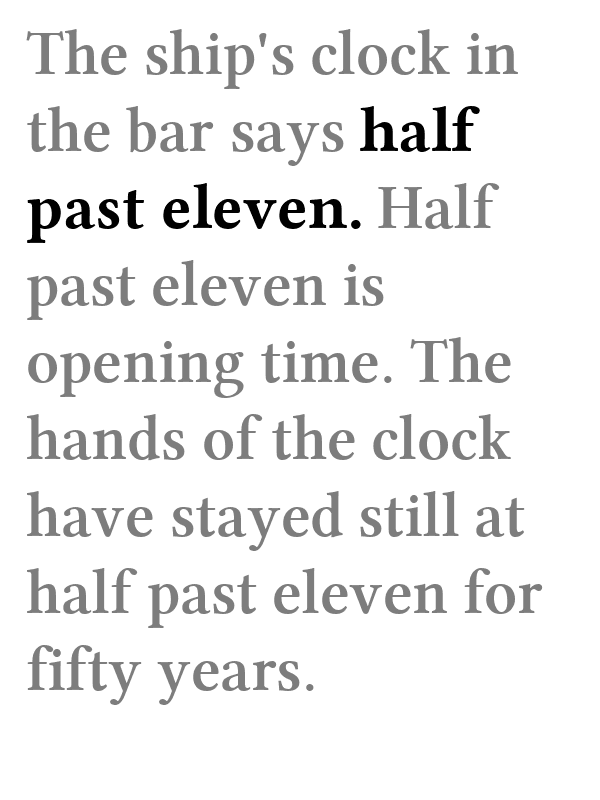 The ship's clock in
the bar says half
past eleven. Half
past eleven is
opening time. The
hands of the clock
have stayed still at
half past eleven for
fifty years.